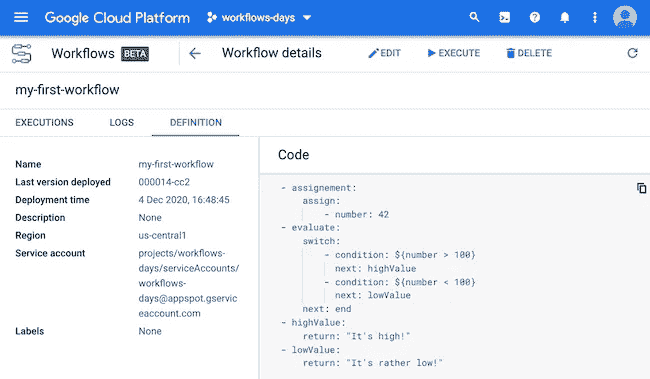 Google Cloud Platform workflows-days
Workflows BETA Workflow details EDIT EXECUTE DELETE
my-first-workflow
EXECUTIONS LOGS DEFINITION
Name my-first-workflow
Last version deployed 000014-cc2
Deployment time 4 Dec 2020, 16:48:45
Description None
Region us-central1
Service account projects/workflows-
days/serviceAccounts/
workflows-
days@appspot.gservic
eaccount.com
Labels None
Code
- assignement:
assign:
- number: 42
- evaluate:
switch:
- condition: ${number > 100}
next: highValue
- condition: ${number < 100}
next: lowValue
next: end
- highValue:
return: "It's high!"
- lowValue:
return: "It's rather low!"